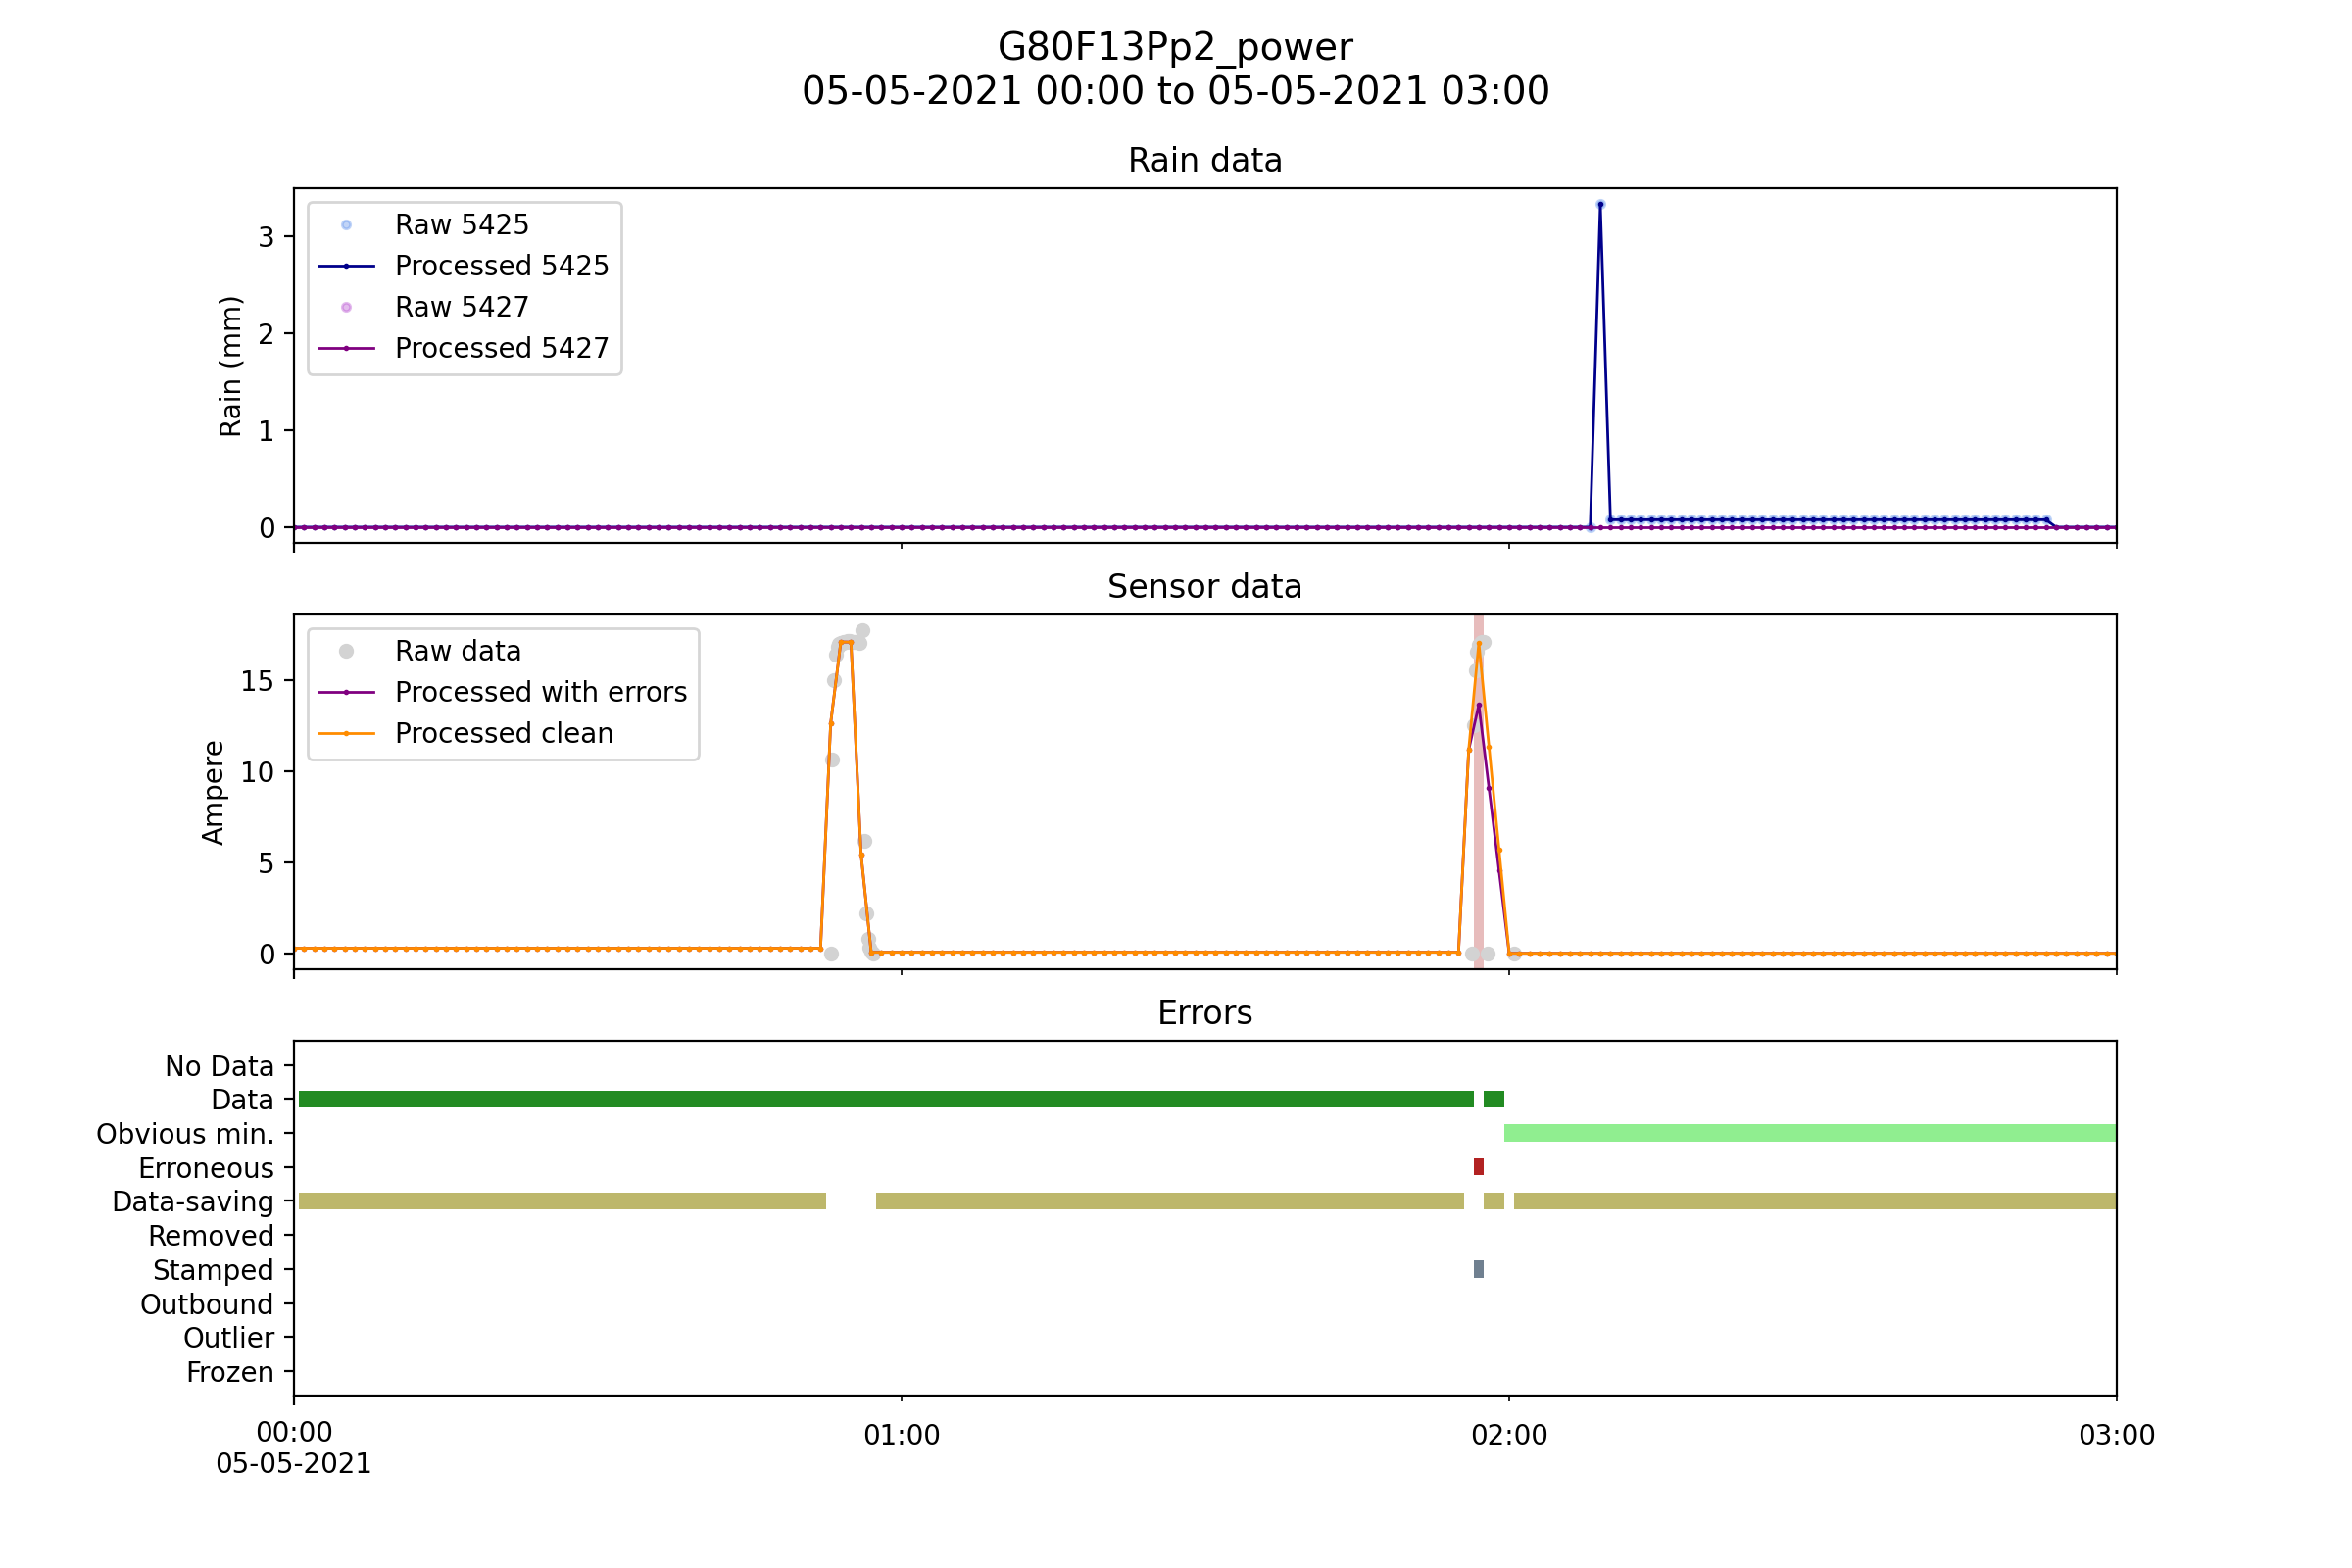 G80F13Pp2_power
05-05-2021 00:00 to 05-05-2021 03:00
Rain data
Rain (mm)
3
2
1
0
Raw 5425
Processed 5425
Raw 5427
Processed 5427
Sensor data
Ampere
15
10
5
0
Raw data
Processed with errors
Processed clean
Errors
No Data
Data
Obvious min.
Erroneous
Data-saving
Removed
Stamped
Outbound
Outlier
Frozen
00:00
05-05-2021
01:00
02:00
03:00